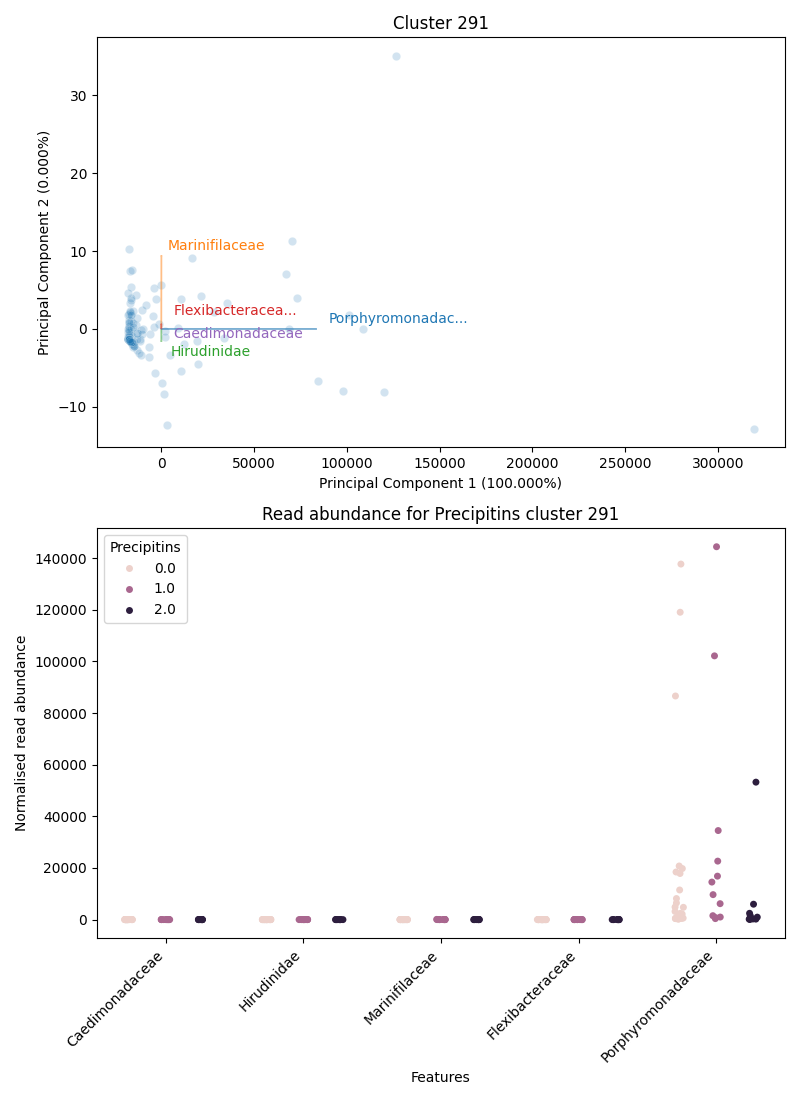 Cluster 291
Principal Component 2 (0.000%)
30
20
10
0
−10
Marinifilaceae
Flexibacteracea...
Porphyromonadac...
Caedimonadaceae
Hirudinidae
0
50000
100000
150000
200000
250000
300000
Principal Component 1 (100.000%)
Read abundance for Precipitins cluster 291
Normalised read abundance
140000
120000
100000
80000
60000
40000
20000
0
Precipitins
0.0
1.0
2.0
Caedimonadaceae
Hirudinidae
Marinifilaceae
Flexibacteraceae
Porphyromonadaceae
Features